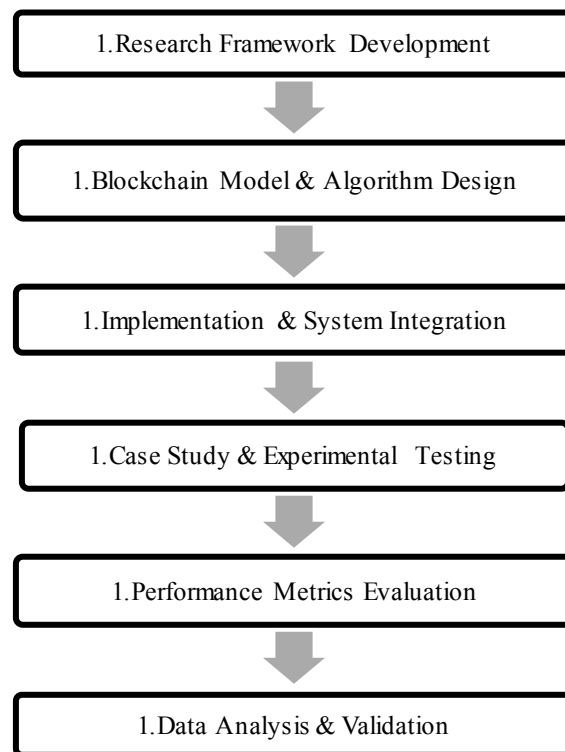 1.Research Framework Development
1.Blockchain Model & Algorithm Design
1.Implementation & System Integration
1.Case Study & Experimental Testing
1.Performance Metrics Evaluation
1.Data Analysis & Validation